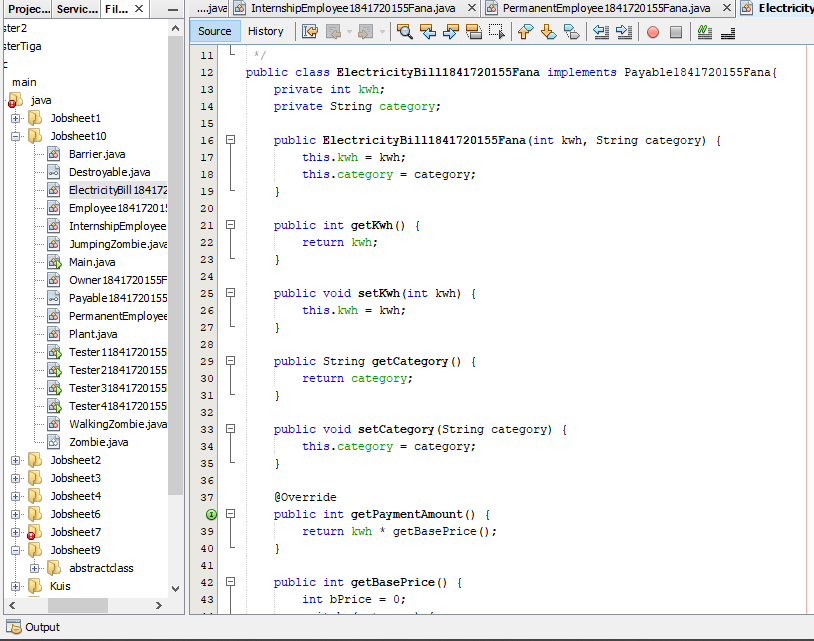 Projec... Servic... Fil...
...java InternshipEmployee1841720155Fana.java PermanentEmployee1841720155Fana.java Electricity
Source History
ster2
sterTiga
main
java
Jobsheet1
Jobsheet10
Barrier.java
Destroyable.java
ElectricityBill18417
Employee184172015
InternshipEmployee
JumpingZombie.java
Main.java
Owner1841720155F
Payable1841720155
PermanentEmployee
Plant.java
Tester11841720155
Tester21841720155
Tester31841720155
Tester41841720155
WalkingZombie.java
Zombie.java
Jobsheet2
Jobsheet3
Jobsheet4
Jobsheet6
Jobsheet7
Jobsheet9
abstractclass
Kuis
11 */
12 public class ElectricityBill1841720155Fana implements Payable1841720155Fana{
13 private int kwh;
14 private String category;
15
16 public ElectricityBill1841720155Fana(int kwh, String category) {
17 this.kwh = kwh;
18 this.category = category;
19 }
20
21 public int getKwh() {
22 return kwh;
23 }
24
25 public void setKwh(int kwh) {
26 this.kwh = kwh;
27 }
28
29 public String getCategory() {
30 return category;
31 }
32
33 public void setCategory(String category) {
34 this.category = category;
35 }
36
37 @Override
public int getPaymentAmount() {
39 return kwh * getBasePrice();
40 }
41
42 public int getBasePrice() {
43 int bPrice = 0;
Output